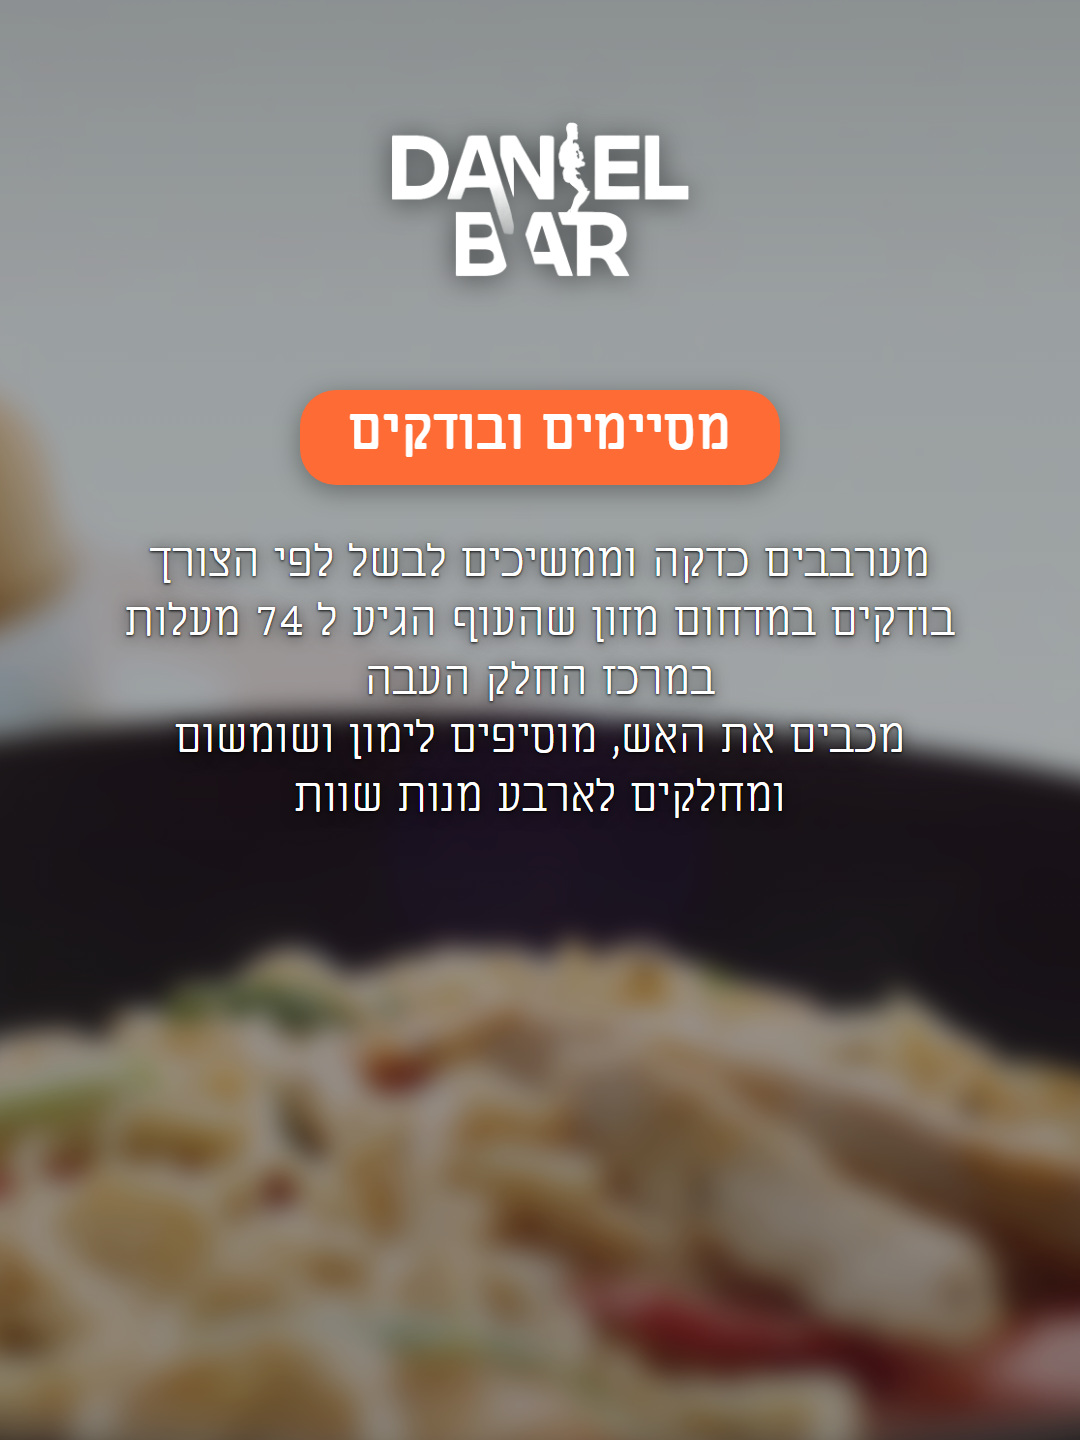 DANIEL
BAR
מסיימים ובודקים
מערבבים כדקה וממשיכים לבשל לפי הצורך
בודקים במדחום מזון שהעוף הגיע ל 74 מעלות
במרכז החלק העבה
מכבים את האש, מוסיפים לימון ושומשום
ומחלקים לארבע מנות שוות